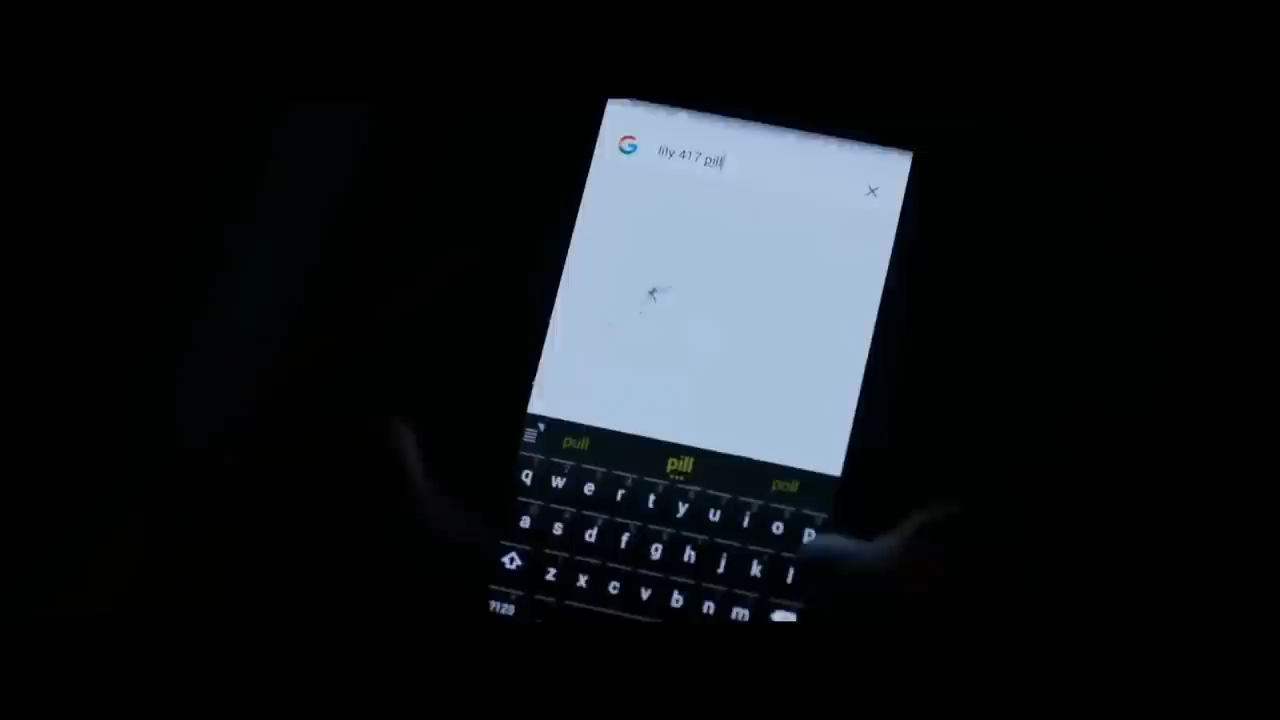 lily 417 pill
pull pill poll
q w e r t y u i o p
a s d f g h j k l
z x c v b n m
?123